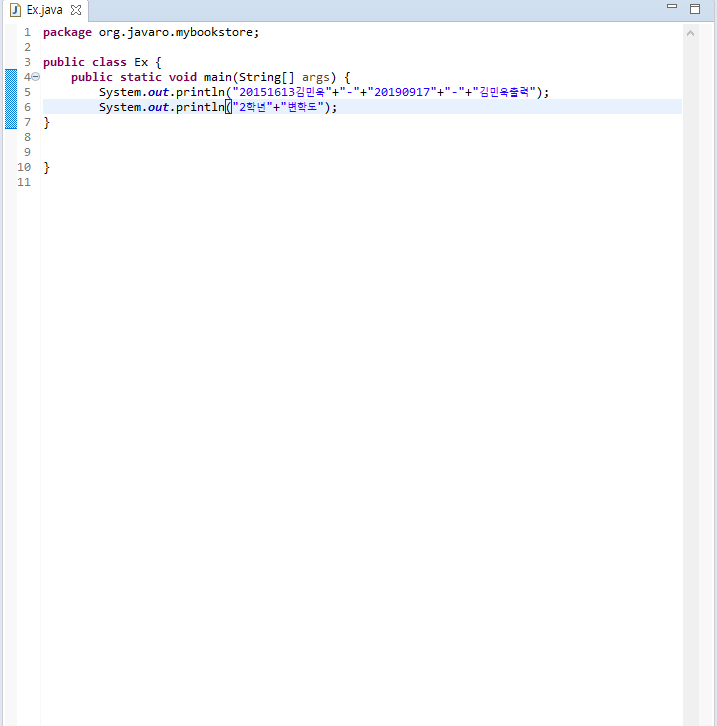 Ex.java
1 package org.javaro.mybookstore;
2
3 public class Ex {
4 public static void main(String[] args) {
5 System.out.println("20151613김민욱"+"-"+"20190917"+"-"+"김민욱출력");
6 System.out.println("2학년"+"변학도");
7 }
8
9
10 }
11